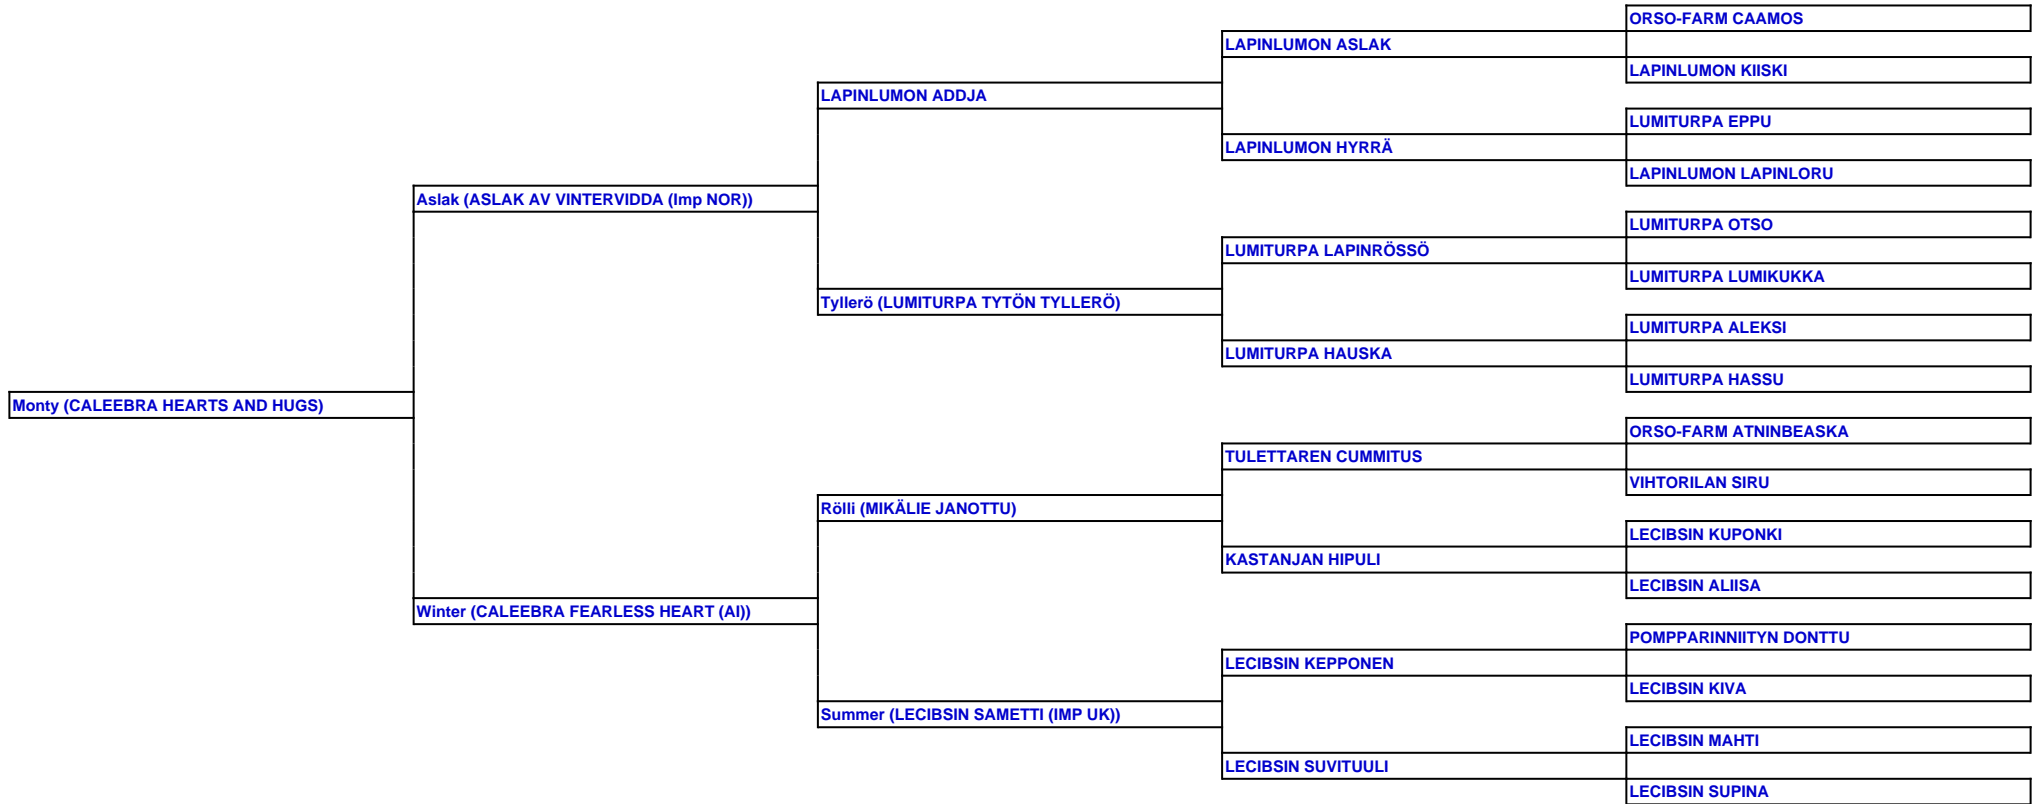 ORSO-FARM CAAMOS
LAPINLUMON ASLAK
LAPINLUMON KIISKI
LAPINLUMON ADDJA
LUMITURPA EPPU
LAPINLUMON HYRRÄ
LAPINLUMON LAPINLORU
Aslak (ASLAK AV VINTERVIDDA (Imp NOR))
LUMITURPA OTSO
LUMITURPA LAPINRÖSSÖ
LUMITURPA LUMIKUKKA
Tyllerö (LUMITURPA TYTÖN TYLLERÖ)
LUMITURPA ALEKSI
LUMITURPA HAUSKA
LUMITURPA HASSU
Monty (CALEEBRA HEARTS AND HUGS)
ORSO-FARM ATNINBEASKA
TULETTAREN CUMMITUS
VIHTORILAN SIRU
Rölli (MIKÄLIE JANOTTU)
LECIBSIN KUPONKI
KASTANJAN HIPULI
LECIBSIN ALIISA
Winter (CALEEBRA FEARLESS HEART (AI))
POMPPARINNIITYN DONTTU
LECIBSIN KEPPONEN
LECIBSIN KIVA
Summer (LECIBSIN SAMETTI (IMP UK))
LECIBSIN MAHTI
LECIBSIN SUVITUULI
LECIBSIN SUPINA